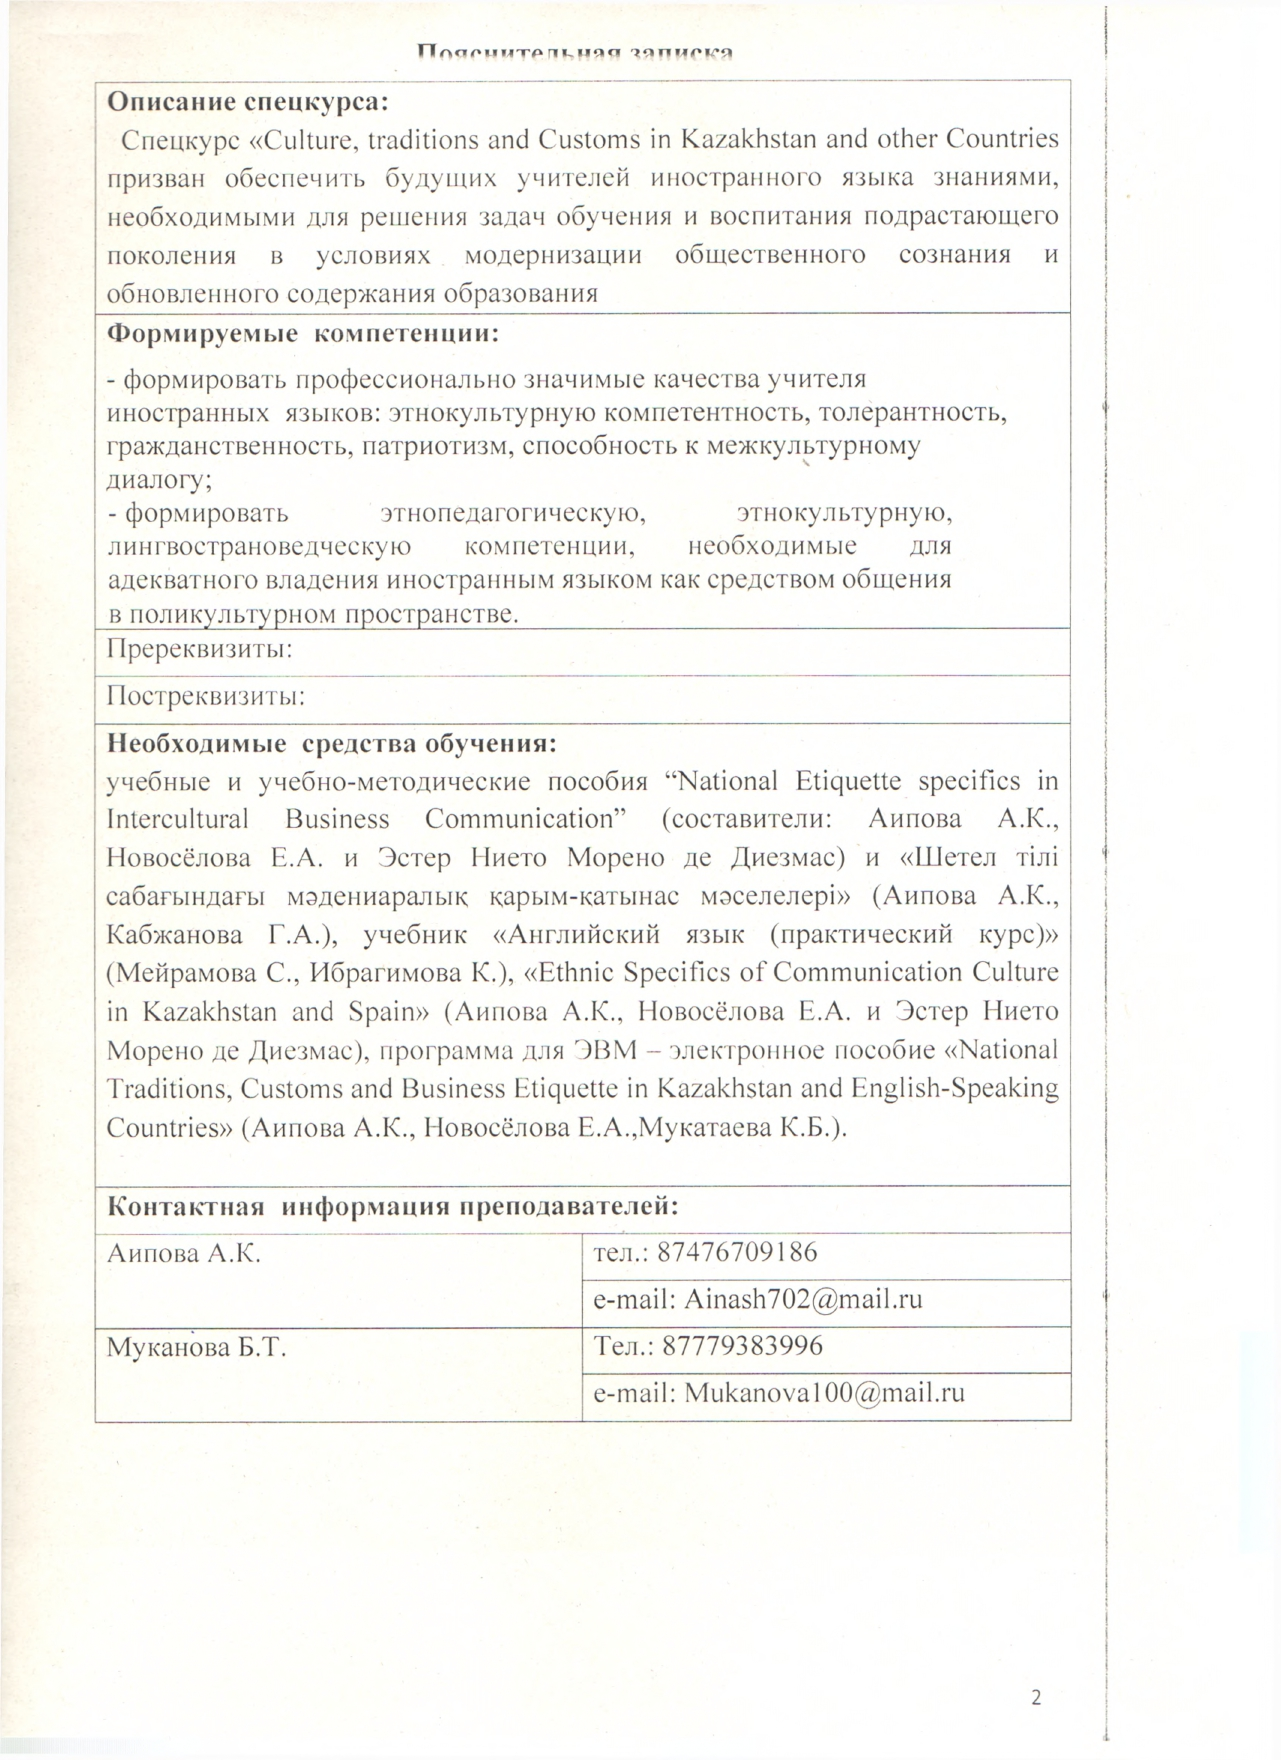 Пояснительная записка
Описание спецкурса:
Спецкурс «Culture, traditions and Customs in Kazakhstan and other Countries
призван обеспечить будущих учителей иностранного языка знаниями,
необходимыми для решения задач обучения и воспитания подрастающего
поколения в условиях модернизации общественного сознания и
обновленного содержания образования
Формируемые компетенции:
- формировать профессионально значимые качества учителя
иностранных языков: этнокультурную компетентность, толерантность,
гражданственность, патриотизм, способность к межкультурному
диалогу;
- формировать этнопедагогическую, этнокультурную,
лингвострановедческую компетенции, необходимые для
адекватного владения иностранным языком как средством общения
в поликультурном пространстве.
Пререквизиты:
Постреквизиты:
Необходимые средства обучения:
учебные и учебно-методические пособия “National Etiquette specifics in
Intercultural Business Communication” (составители: Аипова А.К.,
Новосёлова Е.А. и Эстер Нието Морено де Диезмас) и «Шетел тілі
сабағындағы мәдениаралық қарым-қатынас мәселелері» (Аипова А.К.,
Кабжанова Г.А.), учебник «Английский язык (практический курс)»
(Мейрамова С., Ибрагимова К.), «Ethnic Specifics of Communication Culture
in Kazakhstan and Spain» (Аипова А.К., Новосёлова Е.А. и Эстер Нието
Морено де Диезмас), программа для ЭВМ – электронное пособие «National
Traditions, Customs and Business Etiquette in Kazakhstan and English-Speaking
Countries» (Аипова А.К., Новосёлова Е.А.,Мукатаева К.Б.).
Контактная информация преподавателей:
Аипова А.К.
тел.: 87476709186
e-mail: Ainash702@mail.ru
Муканова Б.Т.
Тел.: 87779383996
e-mail: Mukanova100@mail.ru
2